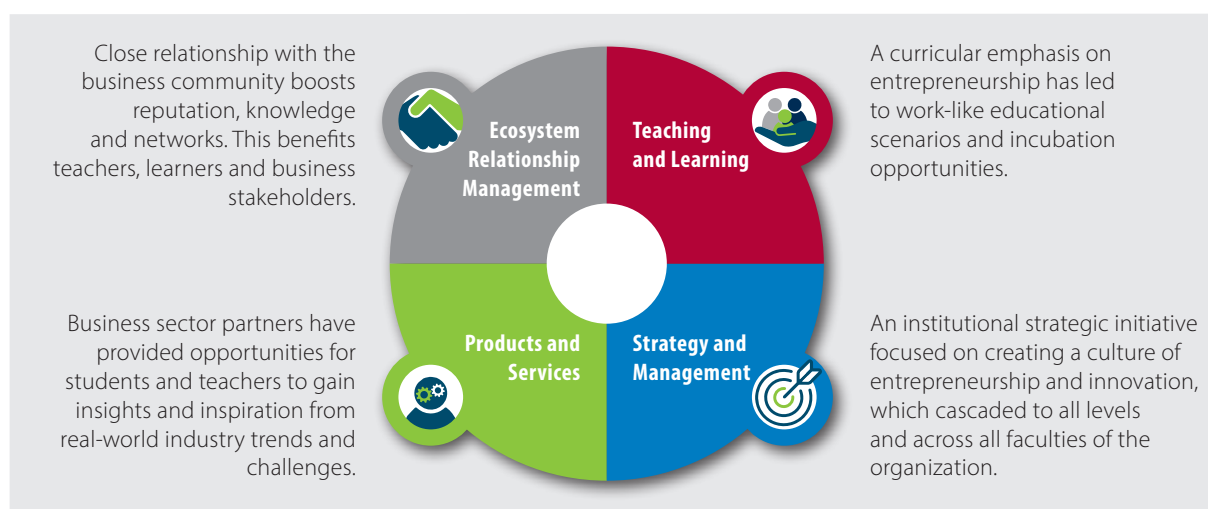 Close relationship with the
business community boosts
reputation, knowledge
and networks. This benefits
teachers, learners and business
stakeholders.
Ecosystem
Relationship
Management
Teaching
and Learning
A curricular emphasis on
entrepreneurship has led
to work-like educational
scenarios and incubation
opportunities.
Business sector partners have
provided opportunities for
students and teachers to gain
insights and inspiration from
real-world industry trends and
challenges.
Products and
Services
Strategy and
Management
An institutional strategic initiative
focused on creating a culture of
entrepreneurship and innovation,
which cascaded to all levels
and across all faculties of the
organization.